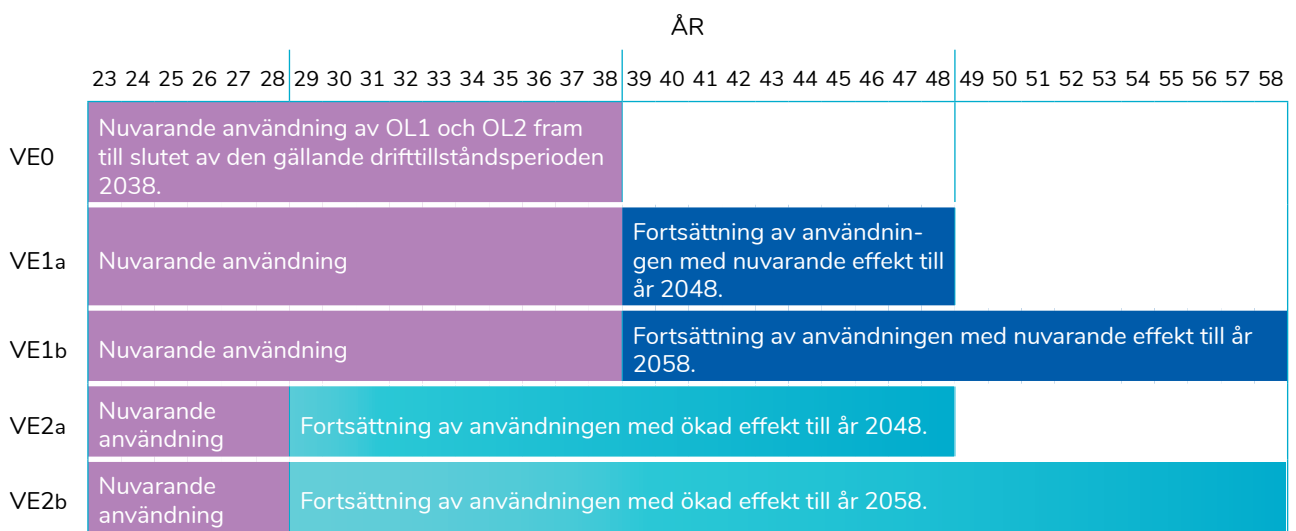 ÅR
23 24 25 26 27 28 29 30 31 32 33 34 35 36 37 38 39 40 41 42 43 44 45 46 47 48 49 50 51 52 53 54 55 56 57 58
VE0
Nuvarande användning av OL1 och OL2 fram
till slutet av den gällande drifttillståndsperioden
2038.
VE1a
Nuvarande användning
Fortsättning av användnin-
gen med nuvarande effekt till
år 2048.
VE1b
Nuvarande användning
Fortsättning av användningen med nuvarande effekt till år
2058.
VE2a
Nuvarande
användning
Fortsättning av användningen med ökad effekt till år 2048.
VE2b
Nuvarande
användning
Fortsättning av användningen med ökad effekt till år 2058.